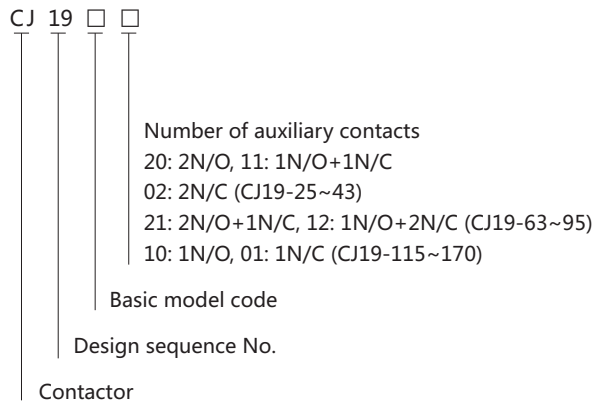 CJ 19 □ □
Number of auxiliary contacts
20: 2N/O, 11: 1N/O+1N/C
02: 2N/C (CJ19-25~43)
21: 2N/O+1N/C, 12: 1N/O+2N/C (CJ19-63~95)
10: 1N/O, 01: 1N/C (CJ19-115~170)
Basic model code
Design sequence No.
Contactor